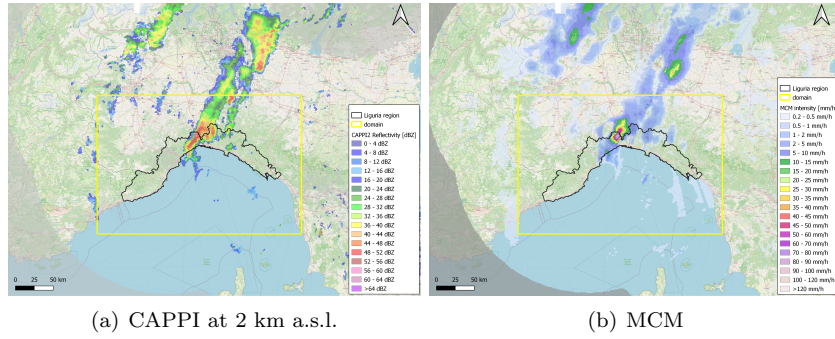 Liguria region
domain
CAPPI2 Reflectivity [dBZ]
0 - 4 dBZ
4 - 8 dBZ
8 - 12 dBZ
12 - 16 dBZ
16 - 20 dBZ
20 - 24 dBZ
24 - 28 dBZ
28 - 32 dBZ
32 - 36 dBZ
36 - 40 dBZ
40 - 44 dBZ
44 - 48 dBZ
48 - 52 dBZ
52 - 56 dBZ
56 - 60 dBZ
60 - 64 dBZ
>64 dBZ
0 25 50 km
(a) CAPPI at 2 km a.s.l.
Liguria region
domain
MCM Intensity [mm/h]
0.2 - 0.5 mm/h
0.5 - 1 mm/h
1 - 2 mm/h
2 - 5 mm/h
5 - 10 mm/h
10 - 15 mm/h
15 - 20 mm/h
20 - 25 mm/h
25 - 30 mm/h
30 - 35 mm/h
35 - 40 mm/h
40 - 45 mm/h
45 - 50 mm/h
50 - 60 mm/h
60 - 70 mm/h
70 - 80 mm/h
80 - 90 mm/h
90 - 100 mm/h
100 - 120 mm/h
>120 mm/h
0 25 50 km
(b) MCM